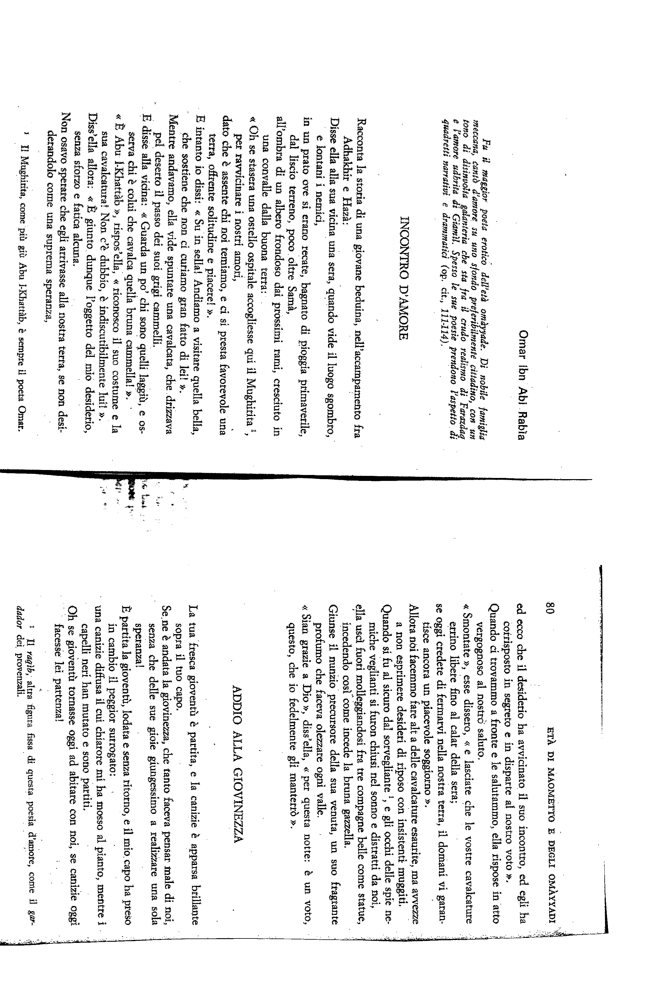 Omar ibn Abi Rabìa
Fu il maggior poeta erotico dell'età omàyyade. Di nobile famiglia
meccana, cantò d'amore su uno sfondo preferibilmente cittadino, con un
tono di disinvolta galanteria che sta fra il crudo realismo di Farazdaq
e l'amore udhrita di Giamìl. Spesso le sue poesie prendono l'aspetto di
quadretti narrativi e drammatici (op. cit., 111-114).
INCONTRO D'AMORE
Racconta la storia di una giovane beduina, nell'accampamento fra
Adhakhir e Hazà:
Disse ella alla sua vicina una sera, quando vide il luogo sgombro,
e lontani i nemici,
in un prato ove si erano recate, bagnato di pioggia primaverile,
dal liscio terreno, poco oltre Samà,
all'ombra di un albero frondoso dai prossimi rami, cresciuto in
una convalle dalla buona terra:
« Oh se stasera una ostello ospitale accogliesse qui il Mughirita ¹,
per ravvicinare i nostri amori,
dato che è assente chi noi temiamo, e ci si presta favorevole una
terra, offrente solitudine e piacere! ».
E intanto io dissi: « Su in sella! Andiamo a visitare quella bella,
che sostiene che non ci curiamo gran fatto di lei! ».
Mentre andavamo, ella vide spuntare una cavalcata, che drizzava
pel deserto il passo dei suoi grigi cammelli.
E disse alla vicina: « Guarda un po' chi sono quelli laggiù, e os-
serva chi è colui che cavalca quella bruna cammella! ».
« È Abu l-Khattàb », rispos'ella, « riconosco il suo costume e la
sua cavalcatura! Non c'è dubbio, è indiscutibilmente lui! ».
Diss'ella allora: « È giunto dunque l'oggetto del mio desiderio,
senza sforzo e fatica alcuna.
Non osavo sperare che egli arrivasse alla nostra terra, se non desi-
derandolo come una suprema speranza,
¹ Il Mughirita, come più giù Abu l-Khattàb, è sempre il poeta Omar.
80 ETÀ DI MAOMETTO E DEGLI OMÀYYADI
ed ecco che il desiderio ha avvicinato il suo incontro, ed egli ha
corrisposto in segreto e in disparte al nostro voto ».
Quando ci trovammo a fronte e le salutammo, ella rispose in atto
vergognoso al nostro saluto.
« Smontate », esse dissero, « e lasciate che le vostre cavalcature
errino libere fino al calar della sera;
se oggi credete di fermarvi nella nostra terra, il domani vi garan-
tisce ancora un piacevole soggiorno ».
Allora noi facemmo fare alt a delle cavalcature esaurite, ma avvezze
a non esprimere desideri di riposo con insistenti muggiti.
Quando si fu al sicuro dal sorvegliante ¹, e gli occhi delle spie ne-
miche veglianti si furon chiusi nel sonno e distratti da noi,
ella uscì fuori molleggiandosi fra tre compagne belle come statue,
incedendo così come incede la bruna gazzella.
Giunse il nunzio precursore della sua venuta, un suo fragrante
profumo che faceva olezzare ogni valle.
« Sian grazie a Dio », diss'ella, « per questa notte: è un voto,
questo, che io fedelmente gli manterrò ».
ADDIO ALLA GIOVINEZZA
La tua fresca gioventù è partita, e la canizie è apparsa brillante
sopra il tuo capo.
Se ne è andata la giovinezza, che tanto faceva pensar male di noi,
senza che delle sue gioie giungessimo a realizzare una sola
speranza!
È partita la gioventù, lodata e senza ritorno, e il mio capo ha preso
in cambio il peggior surrogato:
una canizie diffusa il cui chiarore mi ha mosso al pianto, mentre i
capelli neri han mutato e sono partiti.
Oh se gioventù tornasse oggi ad abitare con noi, se canizie oggi
facesse lei partenza!
¹ Il raqìb, altra figura fissa di questa poesia d'amore, come il gar-
dador dei provenzali.